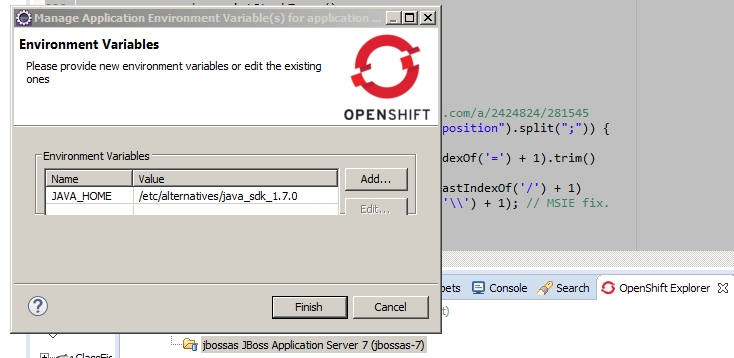 Manage Application Environment Variable(s) for application ...
Environment Variables
Please provide new environment variables or edit the existing
ones
OPENSHIFT
.com/a/2424824/281545
position").split(";")) {
dexOf('=') + 1).trim()
astIndexOf('/') + 1)
'\\') + 1); // MSIE fix.
Environment Variables
Name Value
JAVA_HOME /etc/alternatives/java_sdk_1.7.0
Add...
Edit...
Finish Cancel
pets Console Search OpenShift Explorer
t)
jbossas JBoss Application Server 7 (jbossas-7)